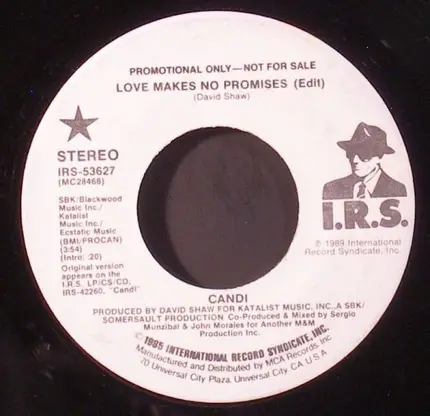 PROMOTIONAL ONLY—NOT FOR SALE
LOVE MAKES NO PROMISES (Edit)
(David Shaw)
STEREO
IRS-53627
(MC28468)
SBK/Blackwood
Music Inc./
Katalist
Music Inc./
Ecstatic Music
(BMI/PROCAN)
(3:54)
(Intro: :20)
Original version
appears on the
I.R.S. LP/CS/CD,
IRS-42260, "Candi"
I.R.S.
℗ 1989 International
Record Syndicate, Inc.
CANDI
PRODUCED BY DAVID SHAW FOR KATALIST MUSIC, INC., A SBK/
SOMERSAULT PRODUCTION Co-Produced & Mixed by Sergio
Munzibai & John Morales for Another M&M
Production Inc.
© 1985 INTERNATIONAL RECORD SYNDICATE, INC.
Manufactured and Distributed by MCA Records, Inc.
70 Universal City Plaza, Universal City, CA U S A